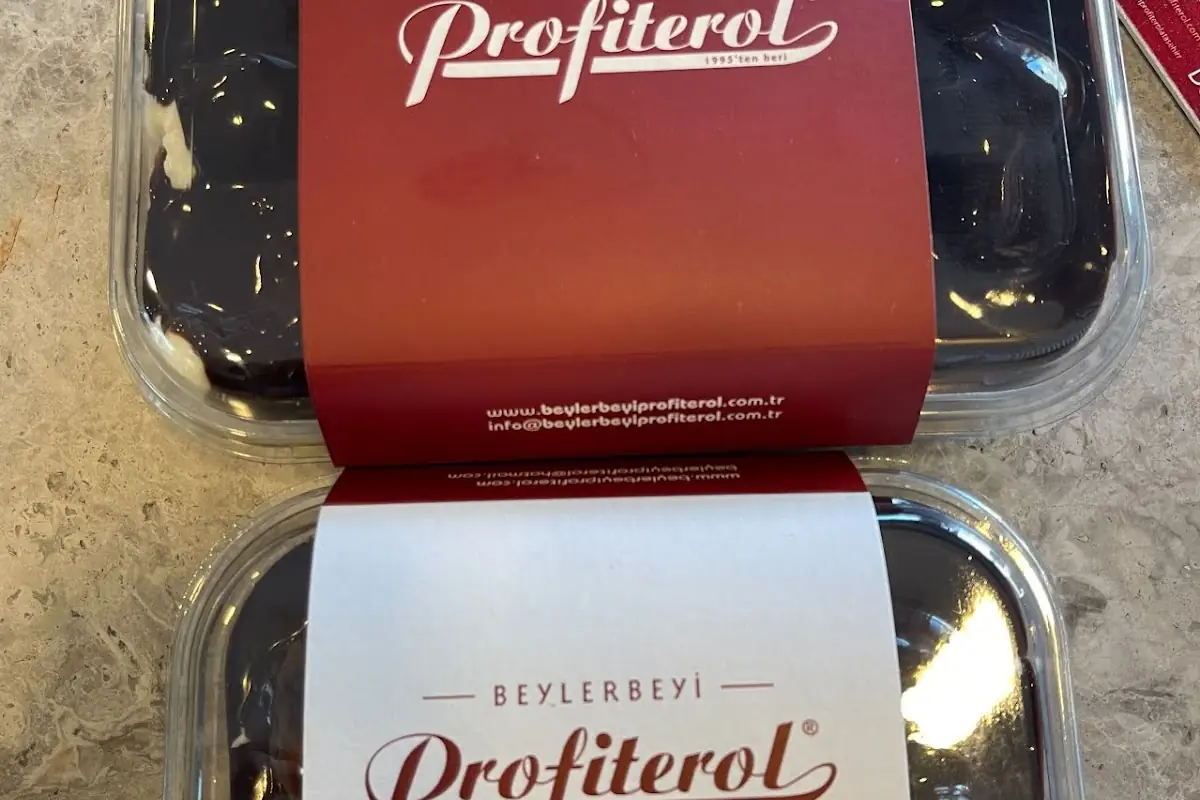 Profiterol
1995'ten beri
www.beylerbeyiprofiterol.com.tr
info@beylerbeyiprofiterol.com.tr
www.beylerbeyiprofiterol.com
beylerbeyiprofiterol@hotmail.com
BEYLERBEYİ
Profiterol®